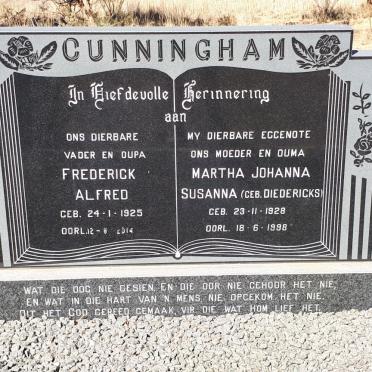 CUNNINGHAM
In Liefdevolle Herinnering
aan
ONS DIERBARE
VADER EN OUPA
FREDERICK
ALFRED
GEB. 24-1-1925
OORL. 12- - 2014
MY DIERBARE EGGENOTE
ONS MOEDER EN OUMA
MARTHA JOHANNA
SUSANNA (GEB. DIEDERICKS)
GEB. 23-11-1928
OORL. 18-6-1998
WAT DIE OOG NIE GESIEN EN DIE OOR NIE GEHOOR HET NIE,
EN WAT IN DIE HART VAN 'N MENS NIE OPGEKOM HET NIE,
DIT HET GOD GEREED GEMAAK VIR DIE WAT HOM LIEF HET.